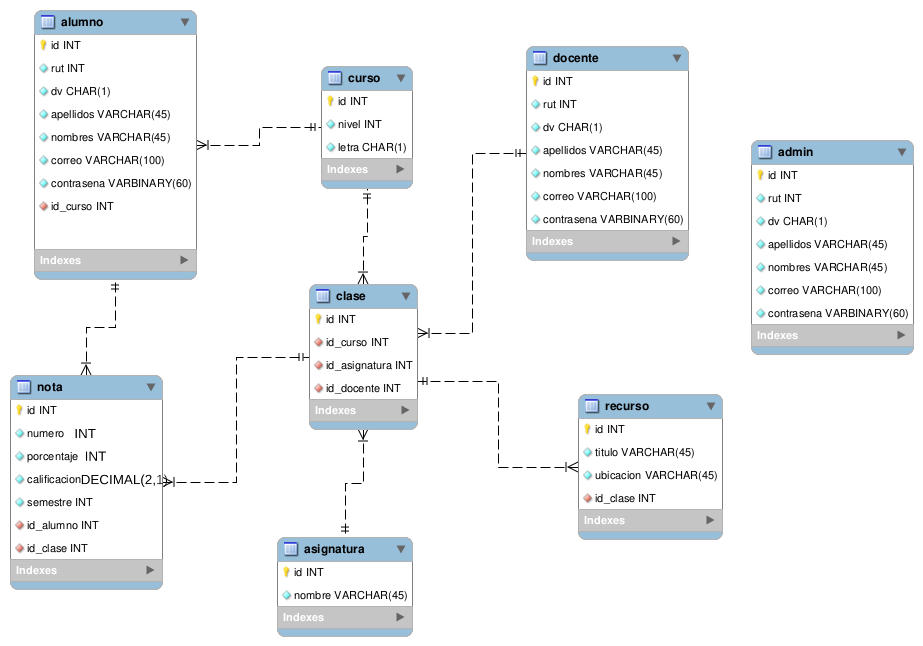 alumno
id INT
rut INT
dv CHAR(1)
apellidos VARCHAR(45)
nombres VARCHAR(45)
correo VARCHAR(100)
contrasena VARBINARY(60)
id_curso INT
Indexes
curso
id INT
nivel INT
letra CHAR(1)
Indexes
docente
id INT
rut INT
dv CHAR(1)
apellidos VARCHAR(45)
nombres VARCHAR(45)
correo VARCHAR(100)
contrasena VARBINARY(60)
Indexes
admin
id INT
rut INT
dv CHAR(1)
apellidos VARCHAR(45)
nombres VARCHAR(45)
correo VARCHAR(100)
contrasena VARBINARY(60)
Indexes
clase
id INT
id_curso INT
id_asignatura INT
id_docente INT
Indexes
nota
id INT
numero INT
porcentaje INT
calificacionDECIMAL(2,1)
semestre INT
id_alumno INT
id_clase INT
Indexes
recurso
id INT
titulo VARCHAR(45)
ubicacion VARCHAR(45)
id_clase INT
Indexes
asignatura
id INT
nombre VARCHAR(45)
Indexes